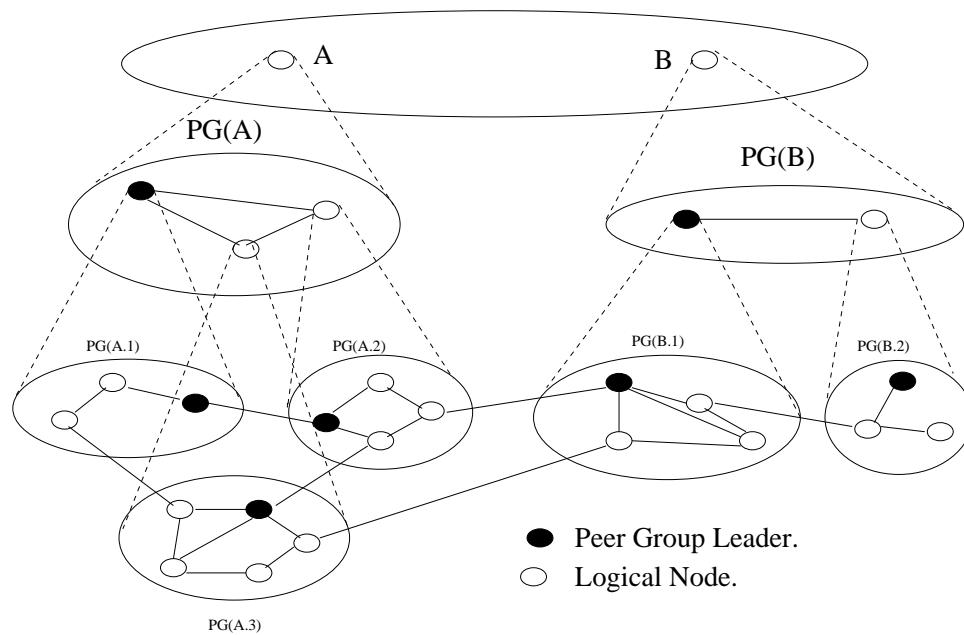 A
B
PG(A)
PG(B)
PG(A.1)
PG(A.2)
PG(B.1)
PG(B.2)
PG(A.3)
Peer Group Leader.
Logical Node.